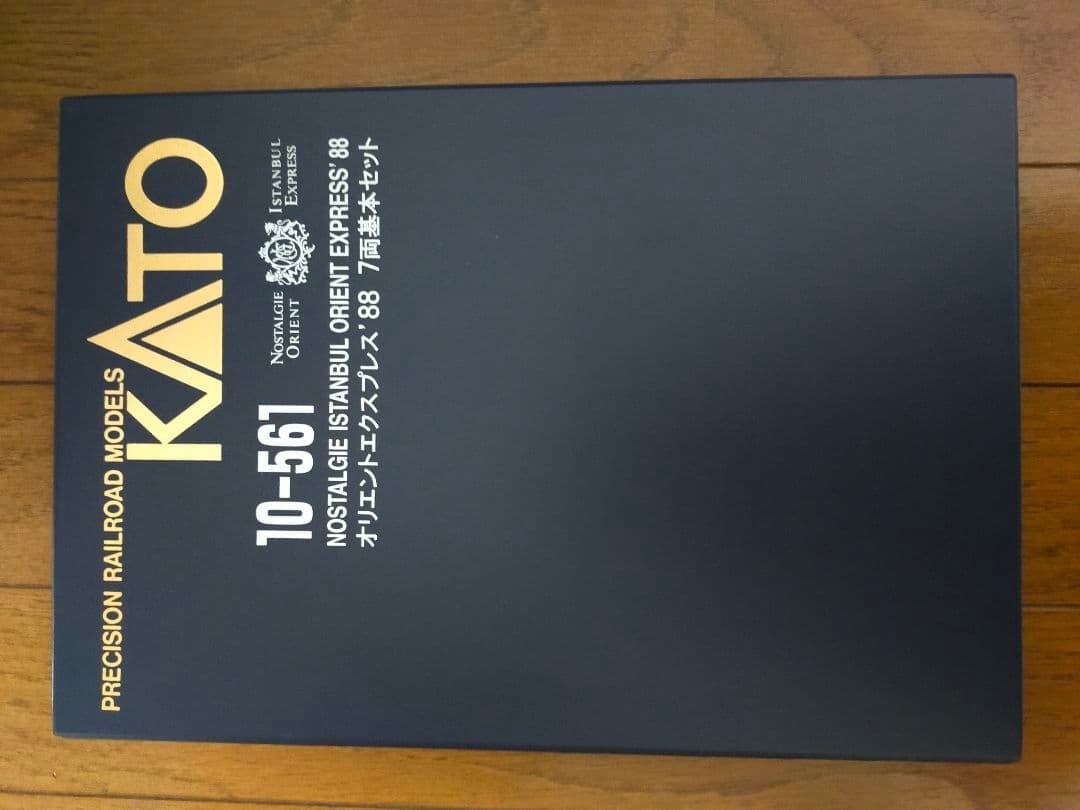 PRECISION RAILROAD MODELS
KATO
10-561
NOSTALGIE ISTANBUL
ORIENT EXPRESS
NOSTALGIE ISTANBUL ORIENT EXPRESS'88
オリエントエクスプレス'88 7両基本セット